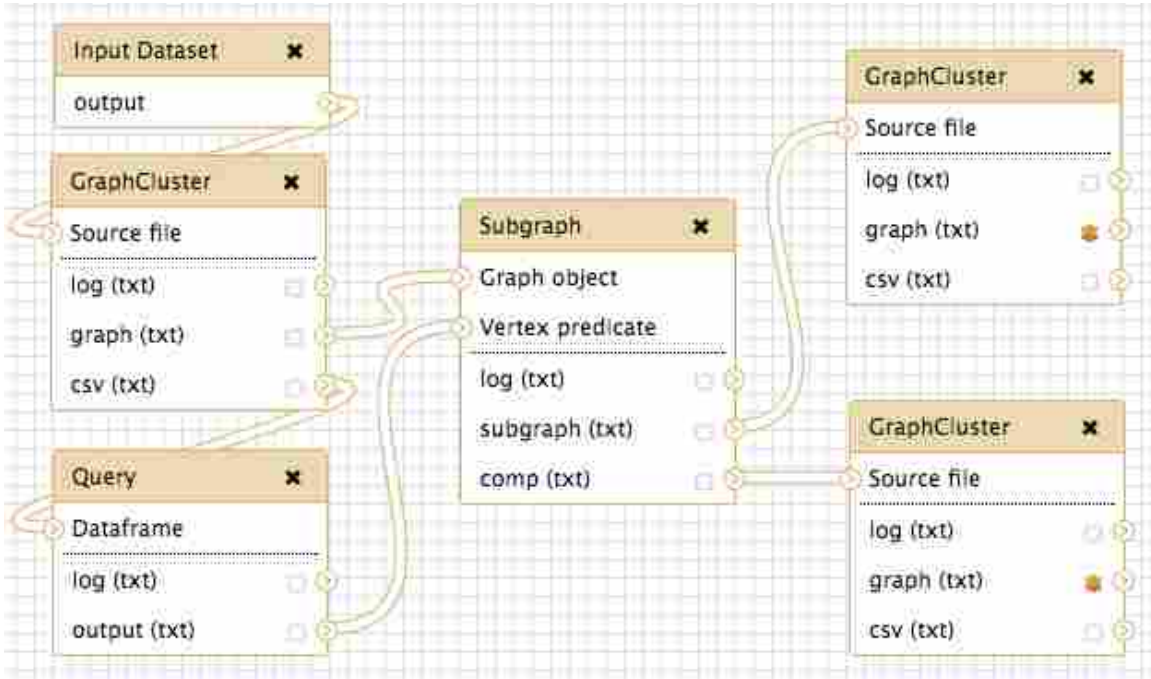 Input Dataset
output
GraphCluster
Source file
log (txt)
graph (txt)
csv (txt)
Query
Dataframe
log (txt)
output (txt)
Subgraph
Graph object
Vertex predicate
log (txt)
subgraph (txt)
comp (txt)
GraphCluster
Source file
log (txt)
graph (txt)
csv (txt)
GraphCluster
Source file
log (txt)
graph (txt)
csv (txt)